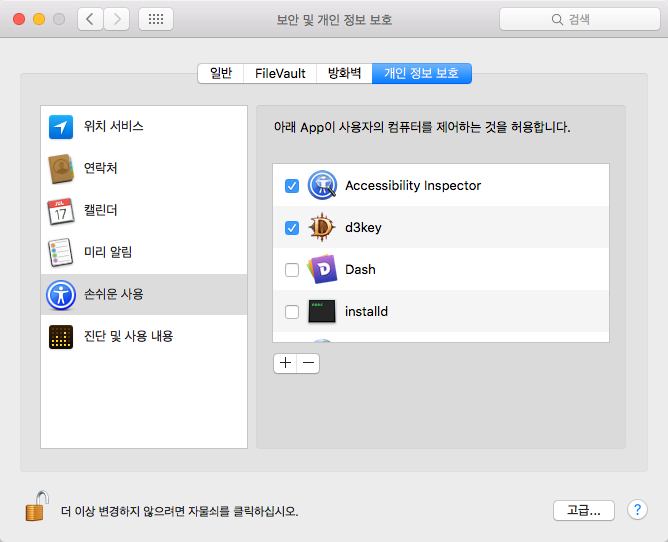 보안 및 개인 정보 보호
검색
일반
FileVault
방화벽
개인 정보 보호
위치 서비스
연락처
캘린더
미리 알림
손쉬운 사용
진단 및 사용 내용
아래 App이 사용자의 컴퓨터를 제어하는 것을 허용합니다.
Accessibility Inspector
d3key
Dash
installd
JUL
17
더 이상 변경하지 않으려면 자물쇠를 클릭하십시오.
고급...
?